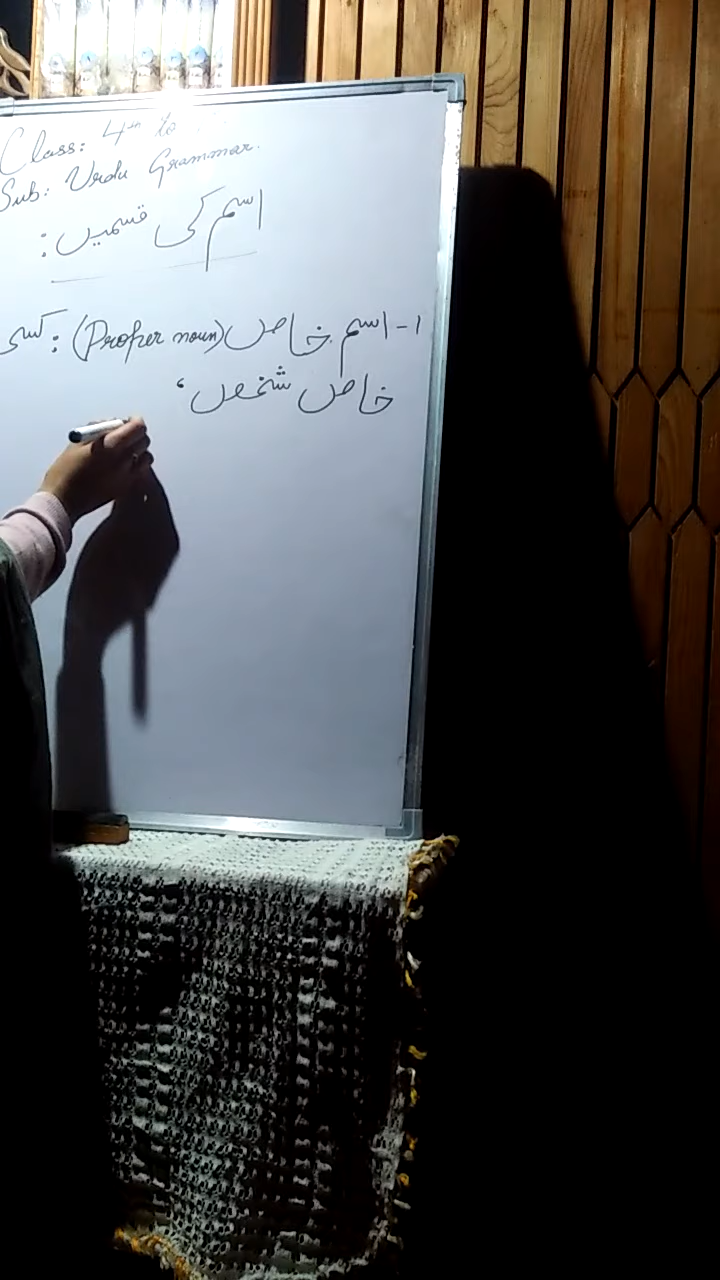 Class: 4th to
Sub: Urdu Grammar.
اسم کی قسمیں:
۱- اسم خاص (Proper noun): کسی
خاص شخص،